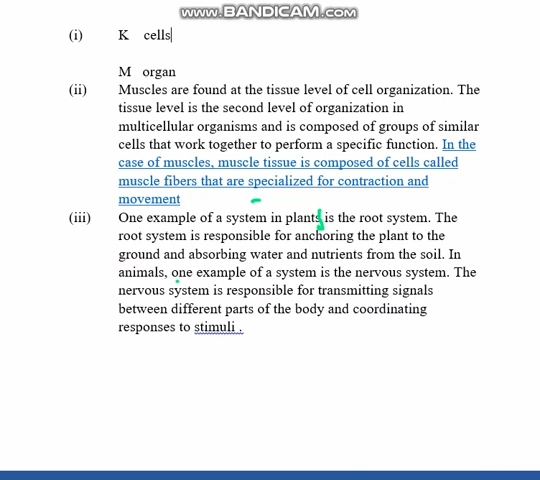 www.BANDICAM.com
(i) K cells
M organ
(ii) Muscles are found at the tissue level of cell organization. The
tissue level is the second level of organization in
multicellular organisms and is composed of groups of similar
cells that work together to perform a specific function. In the
case of muscles, muscle tissue is composed of cells called
muscle fibers that are specialized for contraction and
movement
(iii) One example of a system in plants is the root system. The
root system is responsible for anchoring the plant to the
ground and absorbing water and nutrients from the soil. In
animals, one example of a system is the nervous system. The
nervous system is responsible for transmitting signals
between different parts of the body and coordinating
responses to stimuli .